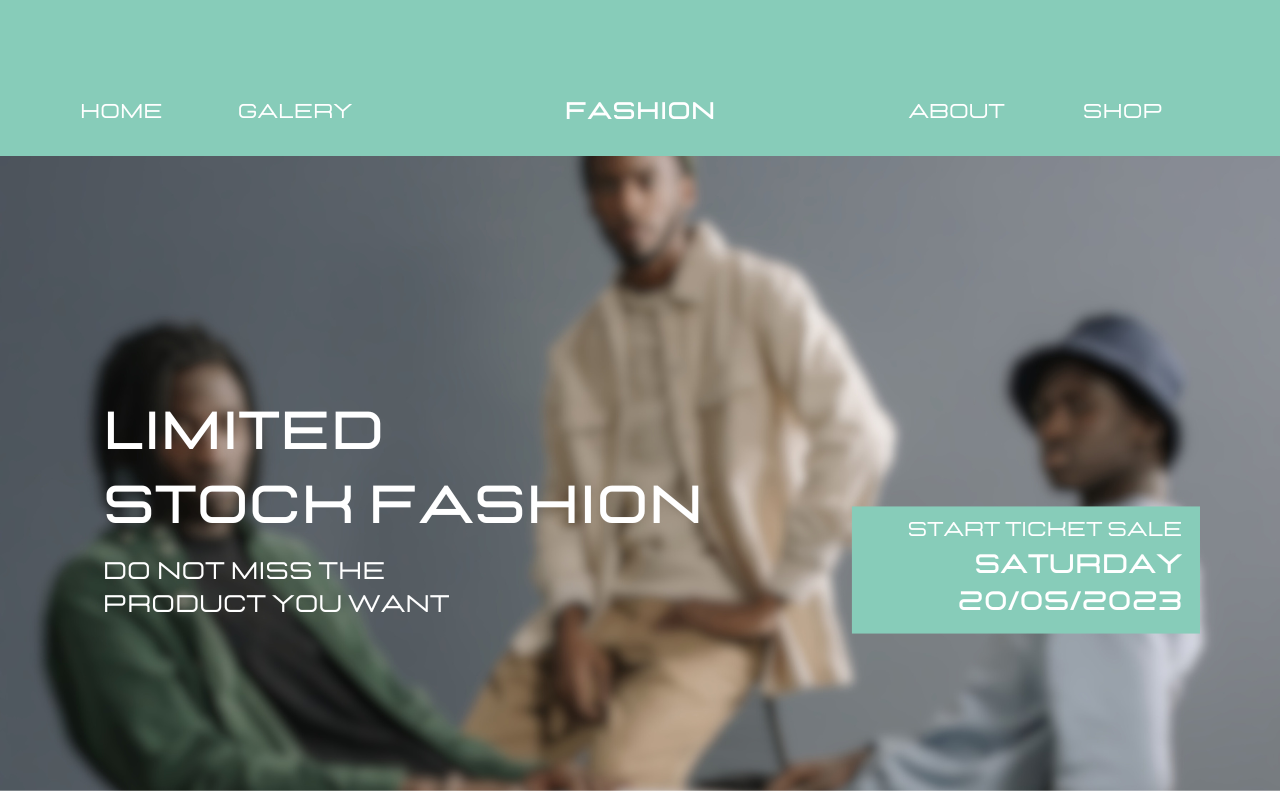 HOME GALERY FASHION ABOUT SHOP
LIMITED
STOCK FASHION
DO NOT MISS THE
PRODUCT YOU WANT
START TICKET SALE
SATURDAY
20/05/2023